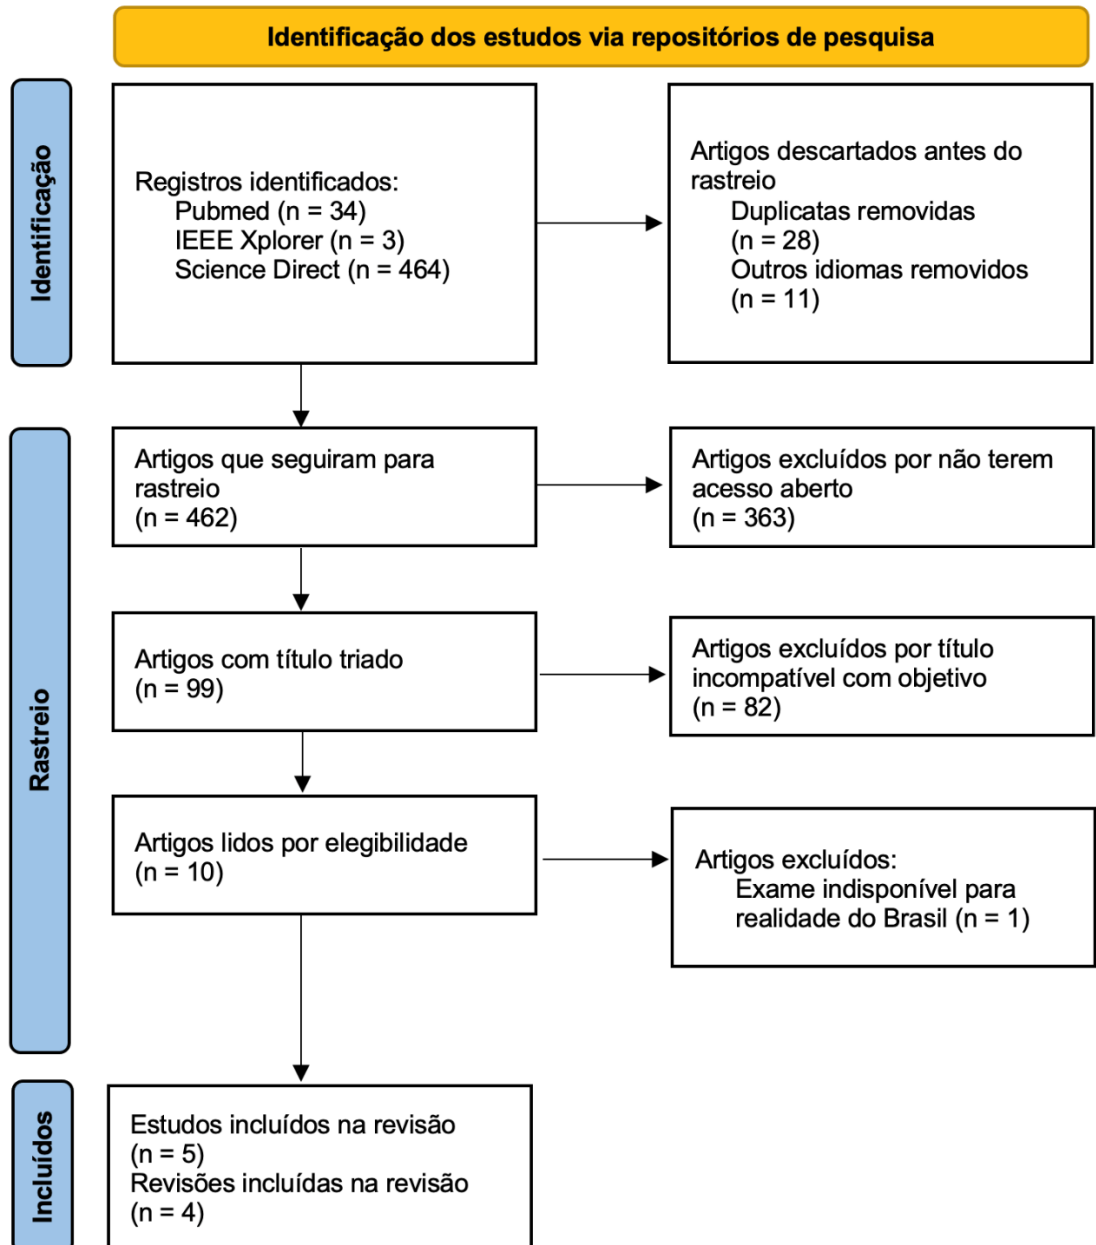 Identificação dos estudos via repositórios de pesquisa
Identificação
Registros identificados:
Pubmed (n = 34)
IEEE Xplorer (n = 3)
Science Direct (n = 464)
Artigos descartados antes do
rastreio
Duplicatas removidas
(n = 28)
Outros idiomas removidos
(n = 11)
Rastreio
Artigos que seguiram para
rastreio
(n = 462)
Artigos excluídos por não terem
acesso aberto
(n = 363)
Artigos com título triado
(n = 99)
Artigos excluídos por título
incompatível com objetivo
(n = 82)
Artigos lidos por elegibilidade
(n = 10)
Artigos excluídos:
Exame indisponível para
realidade do Brasil (n = 1)
Incluídos
Estudos incluídos na revisão
(n = 5)
Revisões incluídas na revisão
(n = 4)